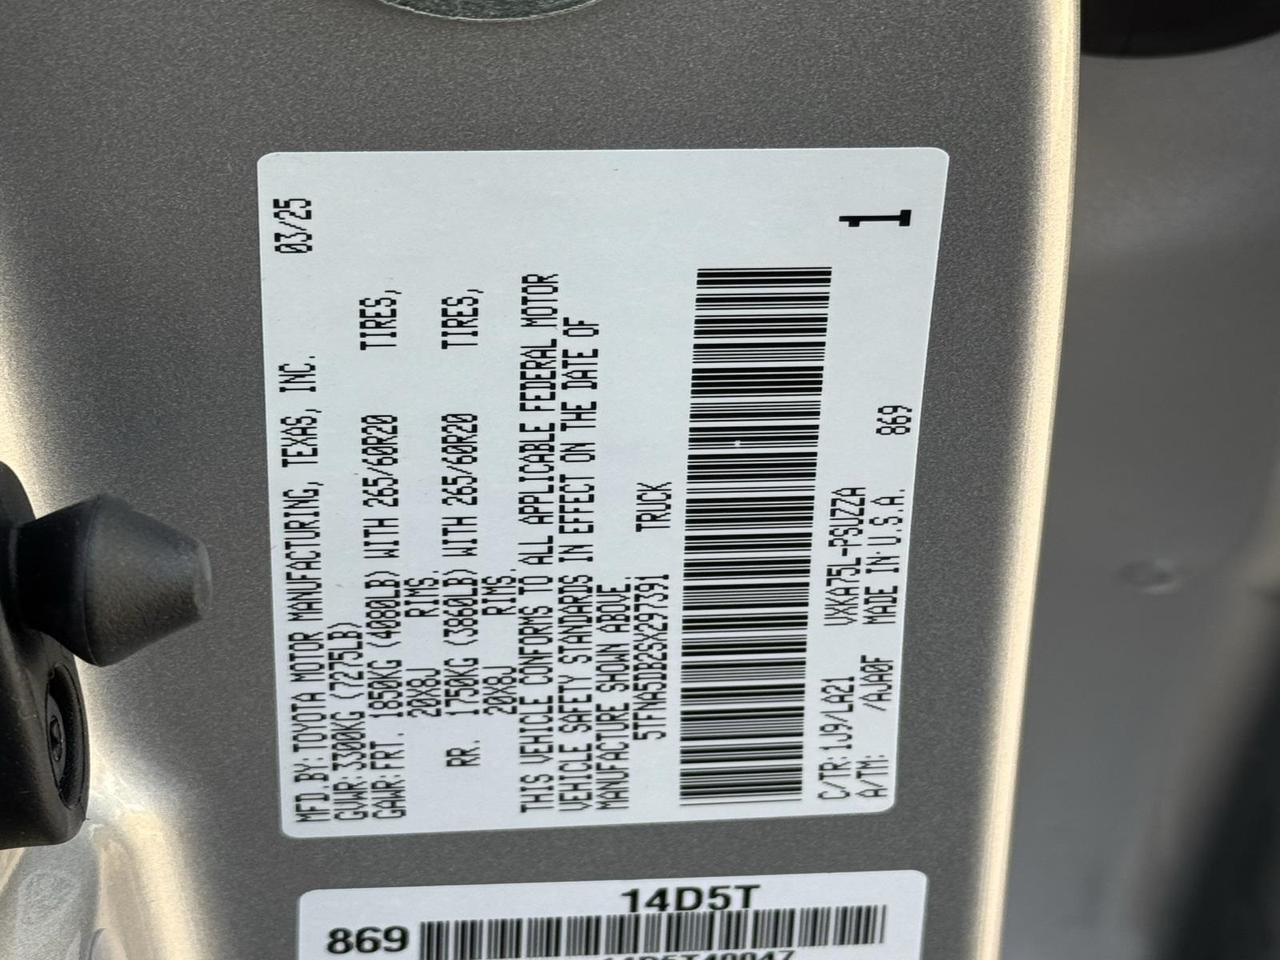 MFD.BY: TOYOTA MOTOR MANUFACTURING, TEXAS, INC. 03/25
GVWR: 3300KG (7275LB)
GAWR: FRT. 1850KG (4080LB) WITH 265/60R20 TIRES,
20X8J RIMS.
RR. 1750KG (3860LB) WITH 265/60R20 TIRES,
20X8J RIMS.
THIS VEHICLE CONFORMS TO ALL APPLICABLE FEDERAL MOTOR
VEHICLE SAFETY STANDARDS IN EFFECT ON THE DATE OF
MANUFACTURE SHOWN ABOVE.
5TFNA5DB2SX297391 TRUCK
C/TR: 1J9/LA21 VXKA75L-PSUZZA
A/TM: /AJA0F MADE IN U.S.A. 869
1
14D5T
869